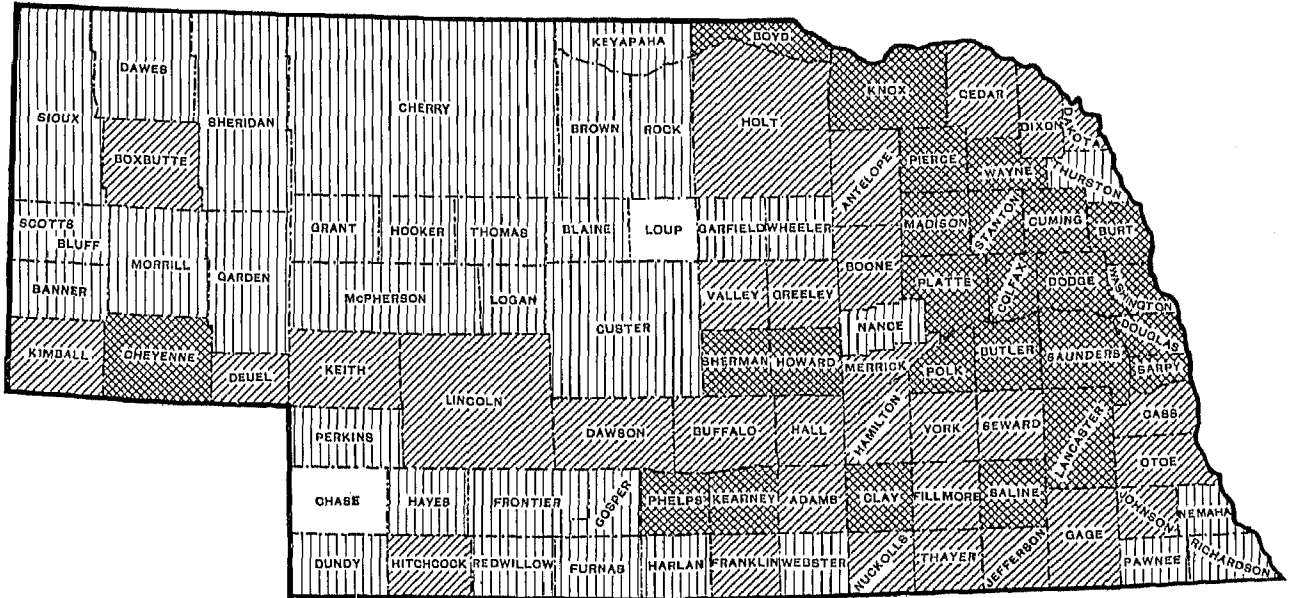 KEYAPAHA
BOYD
DAWES
KNOX
CEDAR
CHERRY
SIOUX
SHERIDAN
BROWN
ROCK
HOLT
DIXON
DAKOTA
BOXBUTTE
ANTELOPE
PIERCE
WAYNE
THURSTON
SCOTTS
BLUFF
GRANT
HOOKER
THOMAS
BLAINE
LOUP
GARFIELD
WHEELER
MADISON
STANTON
CUMING
BURT
MORRILL
GARDEN
BANNER
McPHERSON
LOGAN
CUSTER
VALLEY
GREELEY
BOONE
PLATTE
COLFAX
DODGE
WASHINGTON
NANCE
DOUGLAS
KIMBALL
CHEYENNE
DEUEL
KEITH
LINCOLN
SHERMAN
HOWARD
MERRICK
POLK
BUTLER
SAUNDERS
SARPY
PERKINS
DAWSON
BUFFALO
HALL
HAMILTON
YORK
SEWARD
LANCASTER
CASS
OTOE
CHASE
HAYES
FRONTIER
GOSPER
PHELPS
KEARNEY
ADAMS
CLAY
FILLMORE
SALINE
GAGE
JOHNSON
NEMAHA
DUNDY
HITCHCOCK
REDWILLOW
FURNAS
HARLAN
FRANKLIN
WEBSTER
NUCKOLLS
THAYER
JEFFERSON
PAWNEE
RICHARDSON